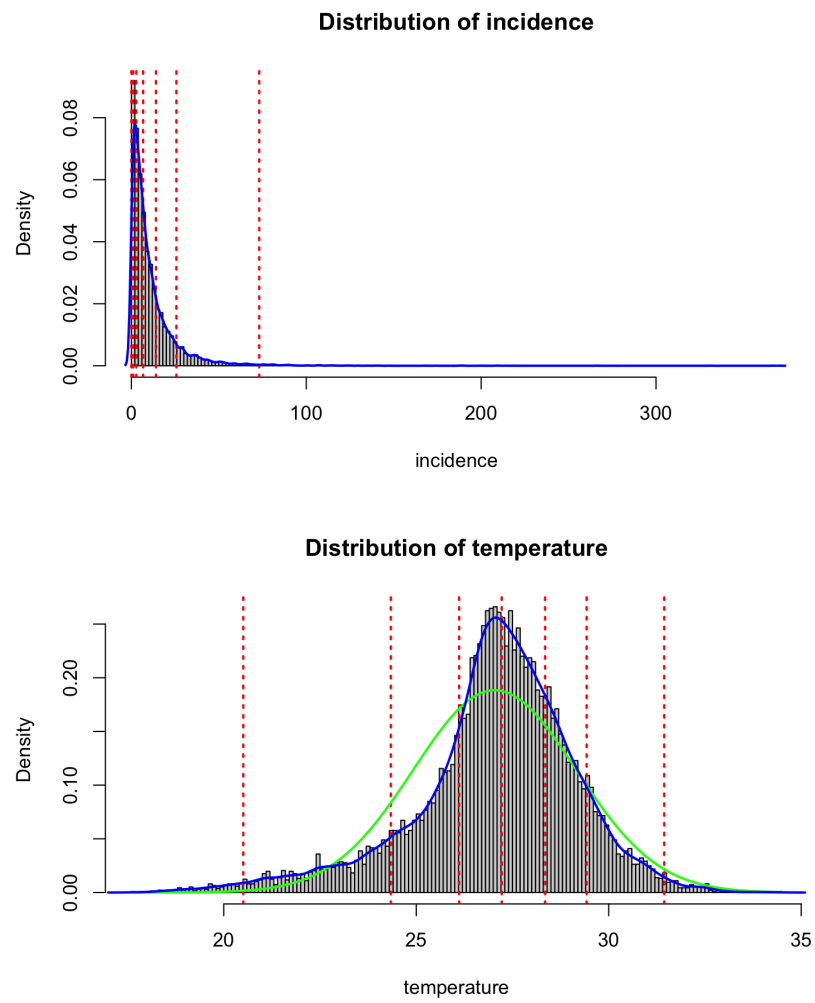 Distribution of incidence
Density
0.08
0.06
0.04
0.02
0.00
0 100 200 300
incidence
Distribution of temperature
Density
0.20
0.10
0.00
20 25 30 35
temperature